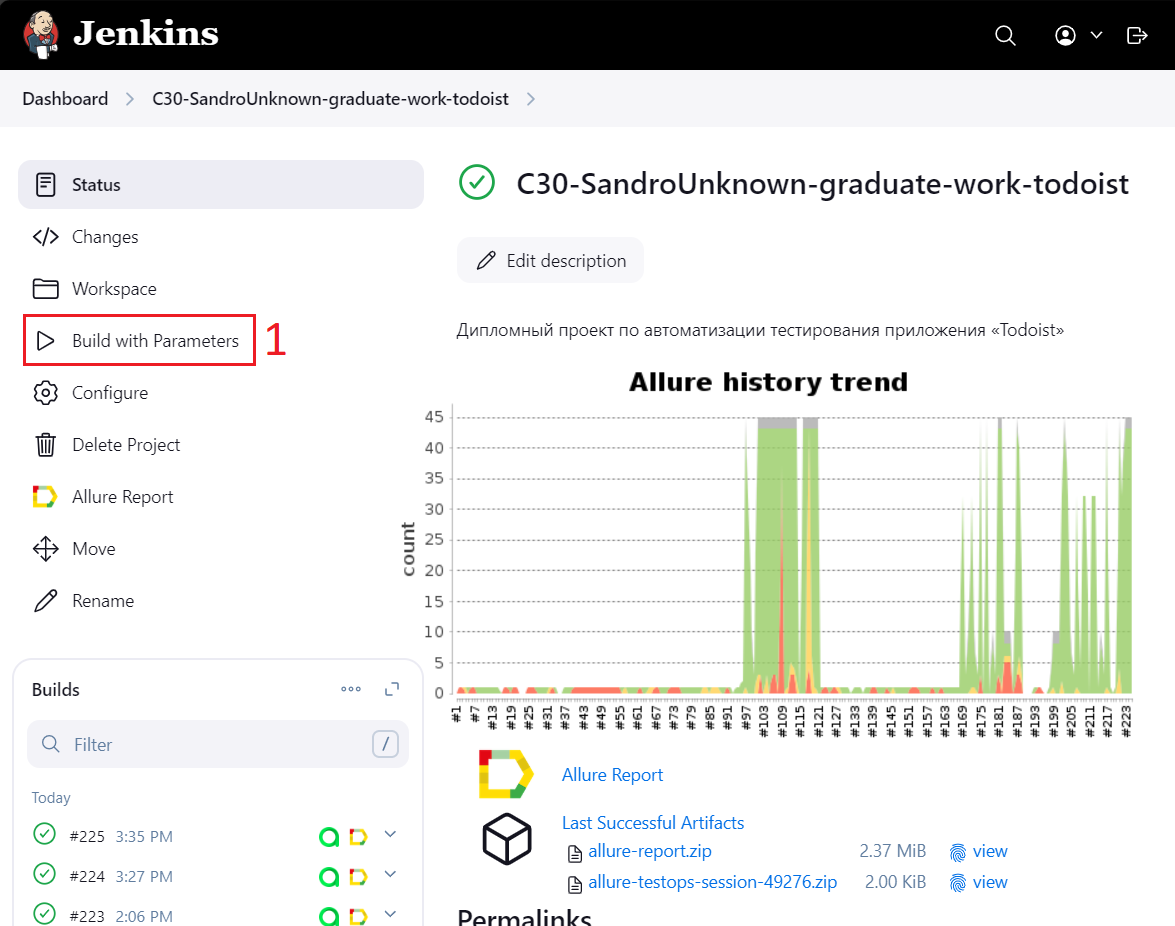 Jenkins
Dashboard
C30-SandroUnknown-graduate-work-todoist
Status
Changes
Workspace
Build with Parameters
1
Configure
Delete Project
Allure Report
Move
Rename
Builds
Filter
/
Today
#225 3:35 PM
#224 3:27 PM
#223 2:06 PM
C30-SandroUnknown-graduate-work-todoist
Edit description
Дипломный проект по автоматизации тестирования приложения «Todoist»
Allure history trend
count
45
40
35
30
25
20
15
10
5
0
#1 #7 #13 #19 #25 #31 #37 #43 #49 #55 #61 #67 #73 #79 #85 #91 #97 #103 #109 #115 #121 #127 #133 #139 #145 #151 #157 #163 #169 #175 #181 #187 #193 #199 #205 #211 #217 #223
Allure Report
Last Successful Artifacts
allure-report.zip 2.37 MiB view
allure-testops-session-49276.zip 2.00 KiB view
Permalinks